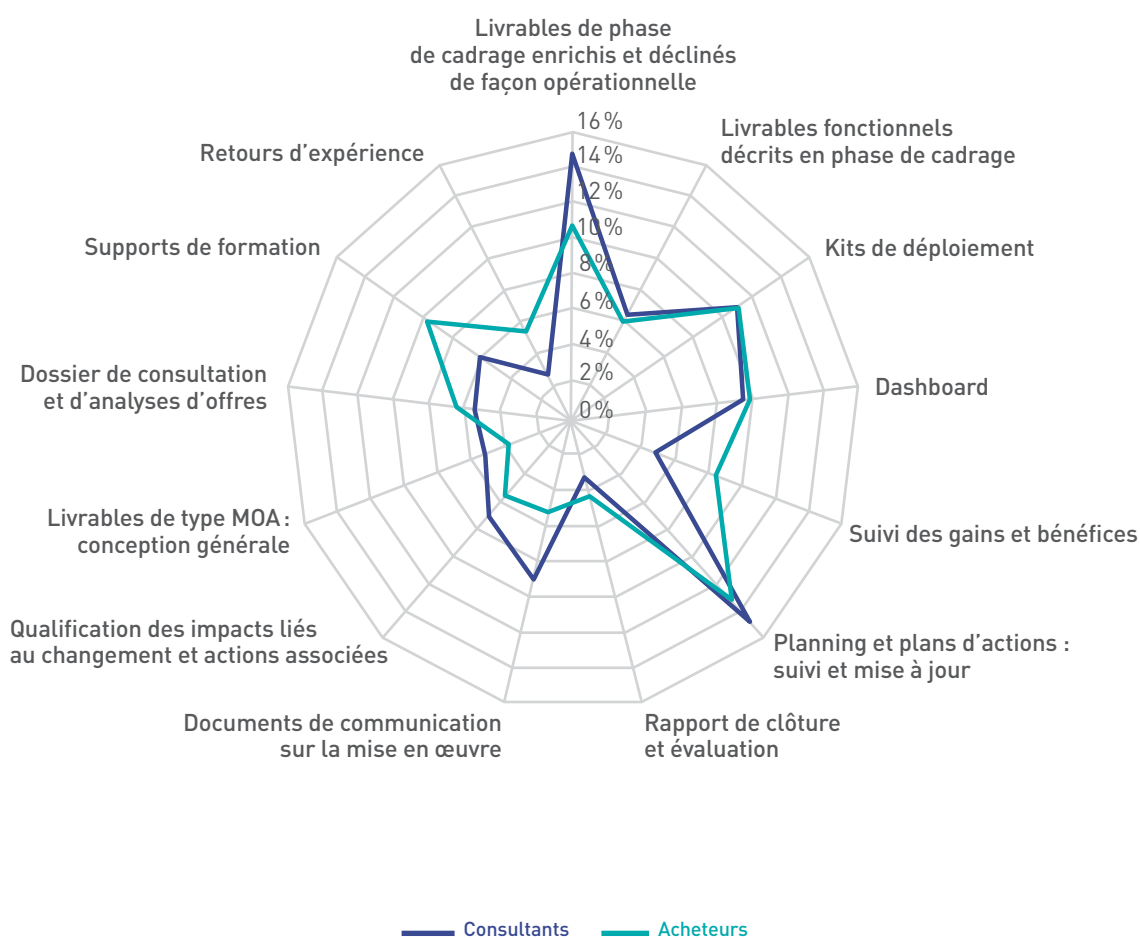 Livrables de phase
de cadrage enrichis et déclinés
de façon opérationnelle
16 %
14 %
12 %
10 %
8 %
6 %
4 %
2 %
0 %
Livrables fonctionnels
décrits en phase de cadrage
Kits de déploiement
Dashboard
Suivi des gains et bénéfices
Planning et plans d'actions :
suivi et mise à jour
Rapport de clôture
et évaluation
Documents de communication
sur la mise en œuvre
Qualification des impacts liés
au changement et actions associées
Livrables de type MOA :
conception générale
Dossier de consultation
et d'analyses d'offres
Supports de formation
Retours d'expérience
Consultants
Acheteurs